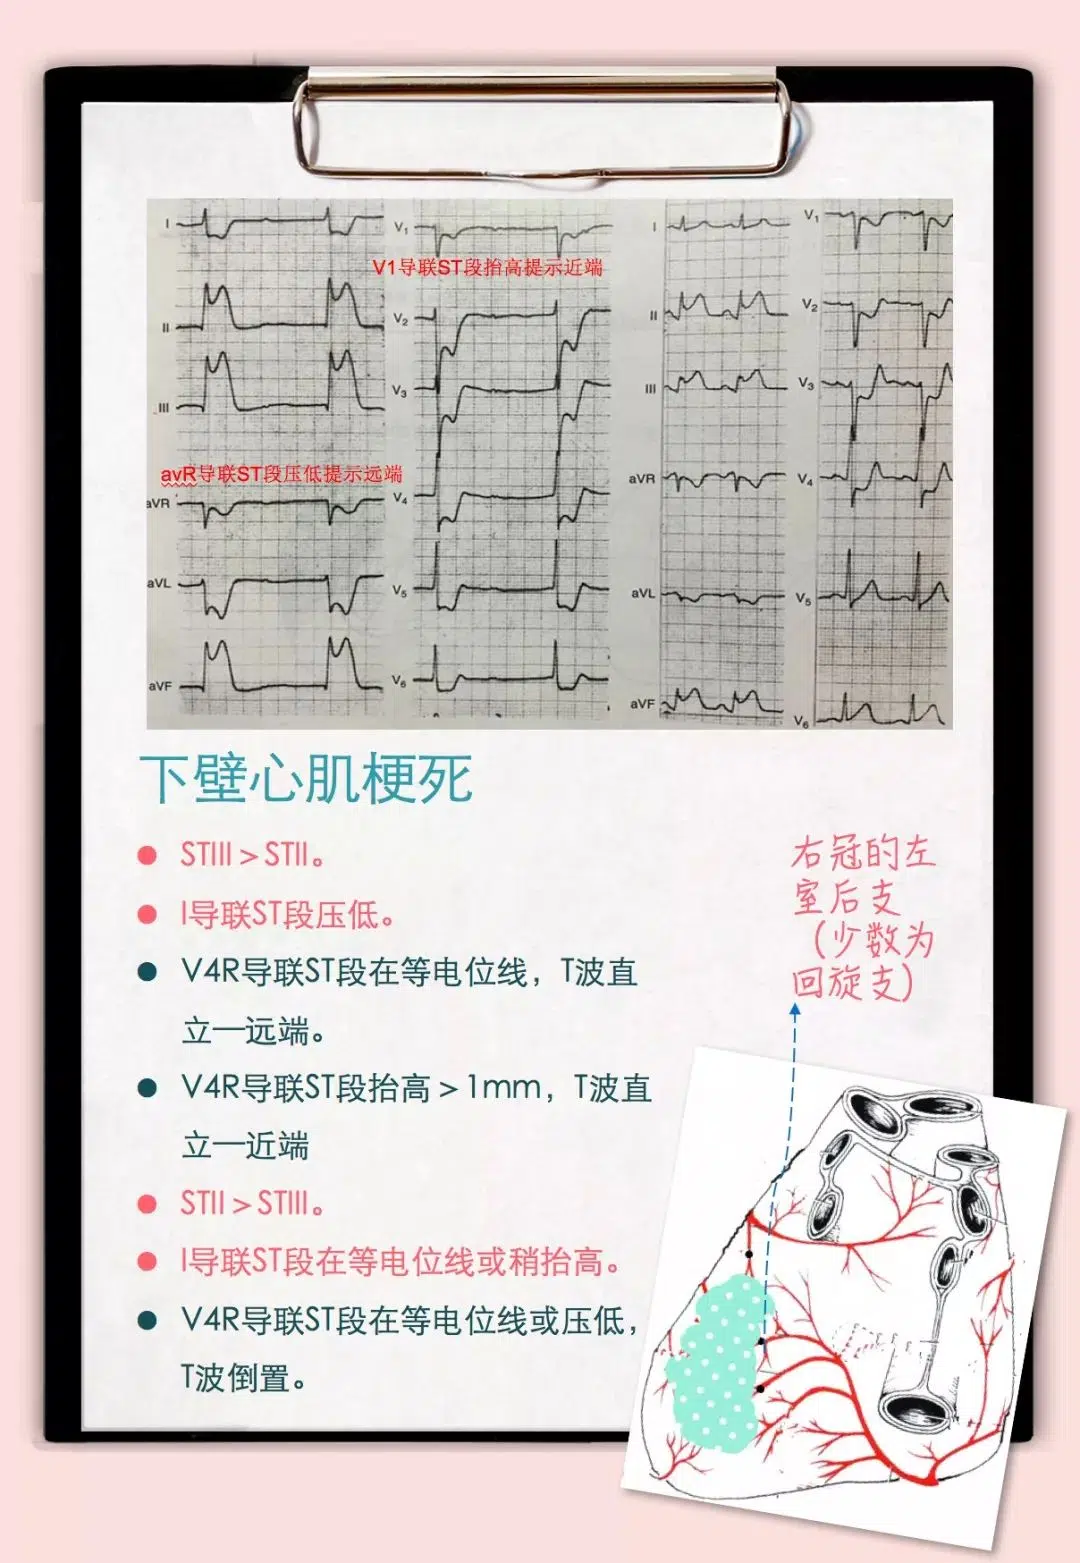 I
V₁
I
V₁
V1导联ST段抬高提示近端
II
V₂
II
V₂
III
V₃
III
V₃
avR导联ST段压低提示远端
aVR
V₄
aVR
V₄
aVL
V₅
aVL
V₅
aVF
V₆
aVF
V₆
下壁心肌梗死
STIII＞STII。
I导联ST段压低。
V4R导联ST段在等电位线，T波直
立—远端。
V4R导联ST段抬高＞1mm，T波直
立—近端
STII＞STIII。
I导联ST段在等电位线或稍抬高。
V4R导联ST段在等电位线或压低，
T波倒置。
右冠的左
室后支
（少数为
回旋支）